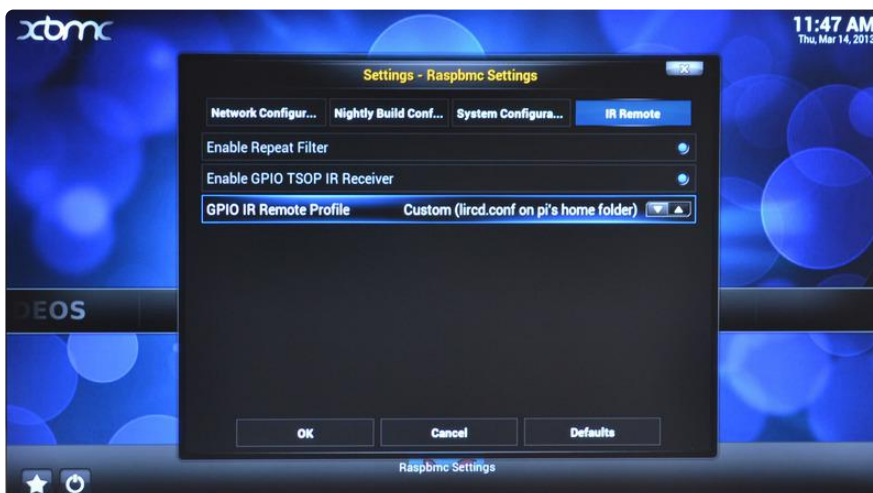 xbmc
11:47 AM
Thu, Mar 14, 2013
Settings - Raspbmc Settings
Network Configur... Nightly Build Conf... System Configura... IR Remote
Enable Repeat Filter
Enable GPIO TSOP IR Receiver
GPIO IR Remote Profile Custom (lircd.conf on pi's home folder)
DEOS
OK Cancel Defaults
Raspbmc Settings